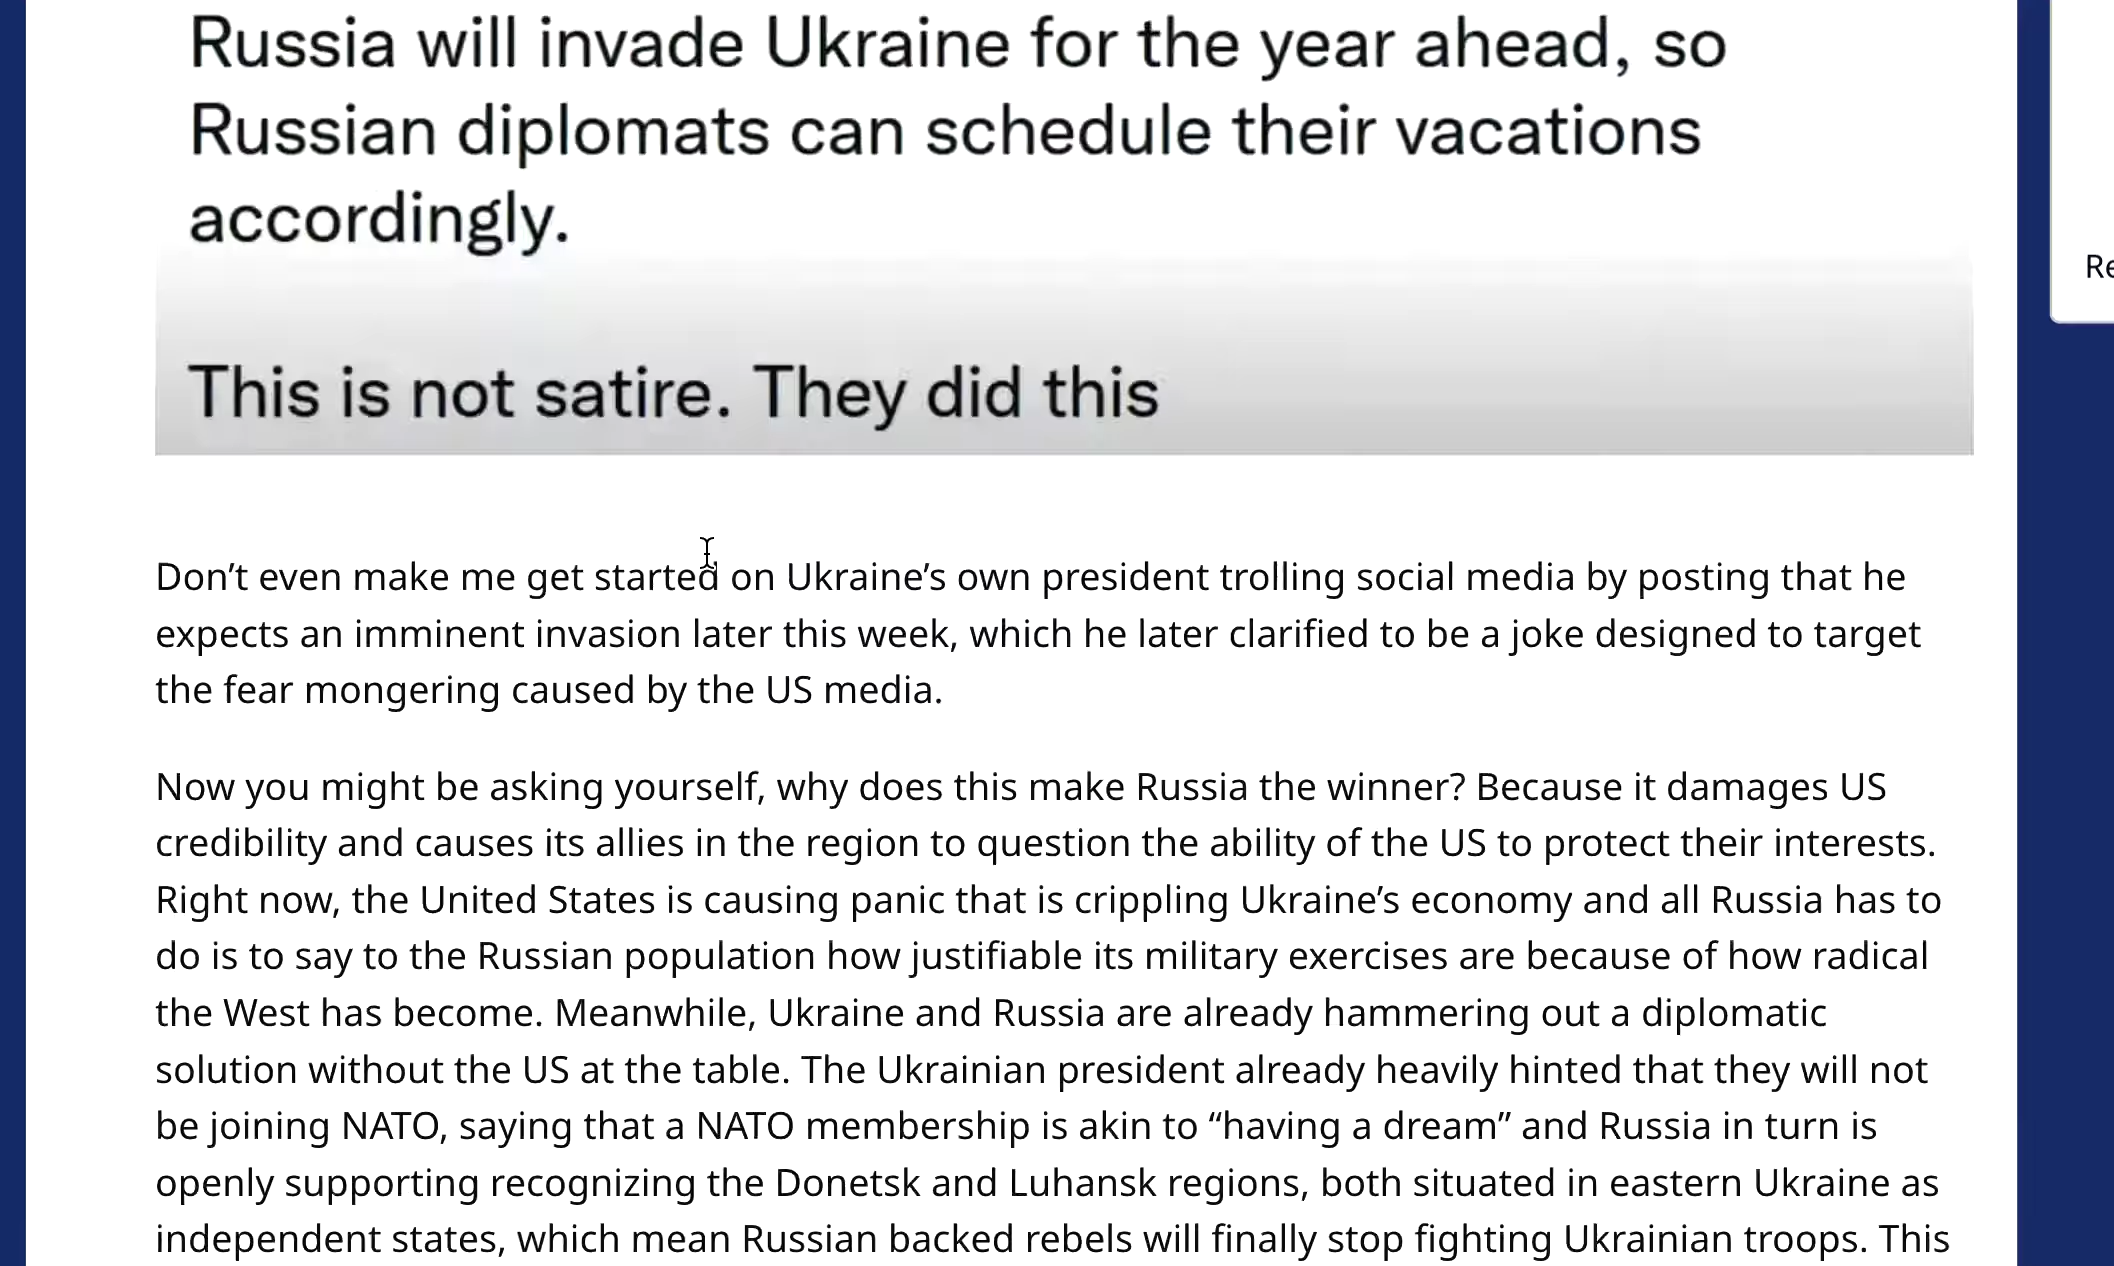 Russia will invade Ukraine for the year ahead, so
Russian diplomats can schedule their vacations
accordingly.
This is not satire. They did this
Don’t even make me get started on Ukraine’s own president trolling social media by posting that he
expects an imminent invasion later this week, which he later clarified to be a joke designed to target
the fear mongering caused by the US media.
Now you might be asking yourself, why does this make Russia the winner? Because it damages US
credibility and causes its allies in the region to question the ability of the US to protect their interests.
Right now, the United States is causing panic that is crippling Ukraine’s economy and all Russia has to
do is to say to the Russian population how justifiable its military exercises are because of how radical
the West has become. Meanwhile, Ukraine and Russia are already hammering out a diplomatic
solution without the US at the table. The Ukrainian president already heavily hinted that they will not
be joining NATO, saying that a NATO membership is akin to “having a dream” and Russia in turn is
openly supporting recognizing the Donetsk and Luhansk regions, both situated in eastern Ukraine as
independent states, which mean Russian backed rebels will finally stop fighting Ukrainian troops. This